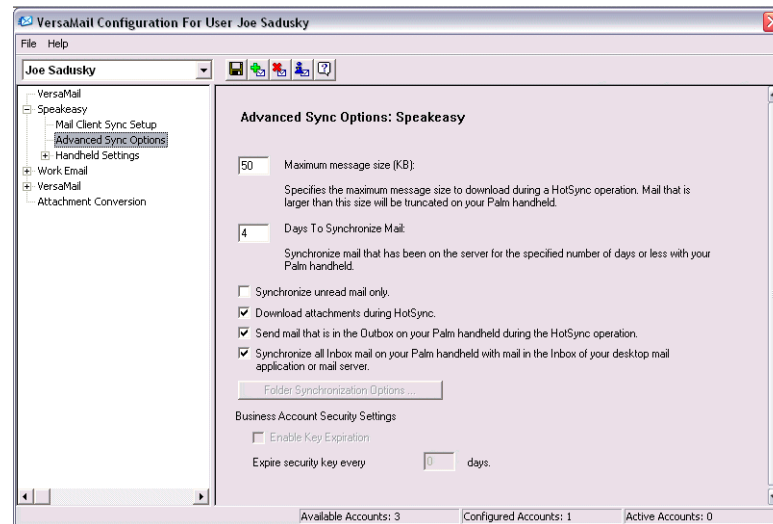 VersaMail Configuration For User Joe Sadusky
File Help
Joe Sadusky
VersaMail
Speakeasy
Mail Client Sync Setup
Advanced Sync Options
Handheld Settings
Work Email
VersaMail
Attachment Conversion
Advanced Sync Options: Speakeasy
50 Maximum message size (KB):
Specifies the maximum message size to download during a HotSync operation. Mail that is
larger than this size will be truncated on your Palm handheld.
4 Days To Synchronize Mail:
Synchronize mail that has been on the server for the specified number of days or less with your
Palm handheld.
Synchronize unread mail only.
Download attachments during HotSync.
Send mail that is in the Outbox on your Palm handheld during the HotSync operation.
Synchronize all Inbox mail on your Palm handheld with mail in the Inbox of your desktop mail
application or mail server.
Folder Synchronization Options ...
Business Account Security Settings
Enable Key Expiration
Expire security key every 0 days.
Available Accounts: 3 Configured Accounts: 1 Active Accounts: 0